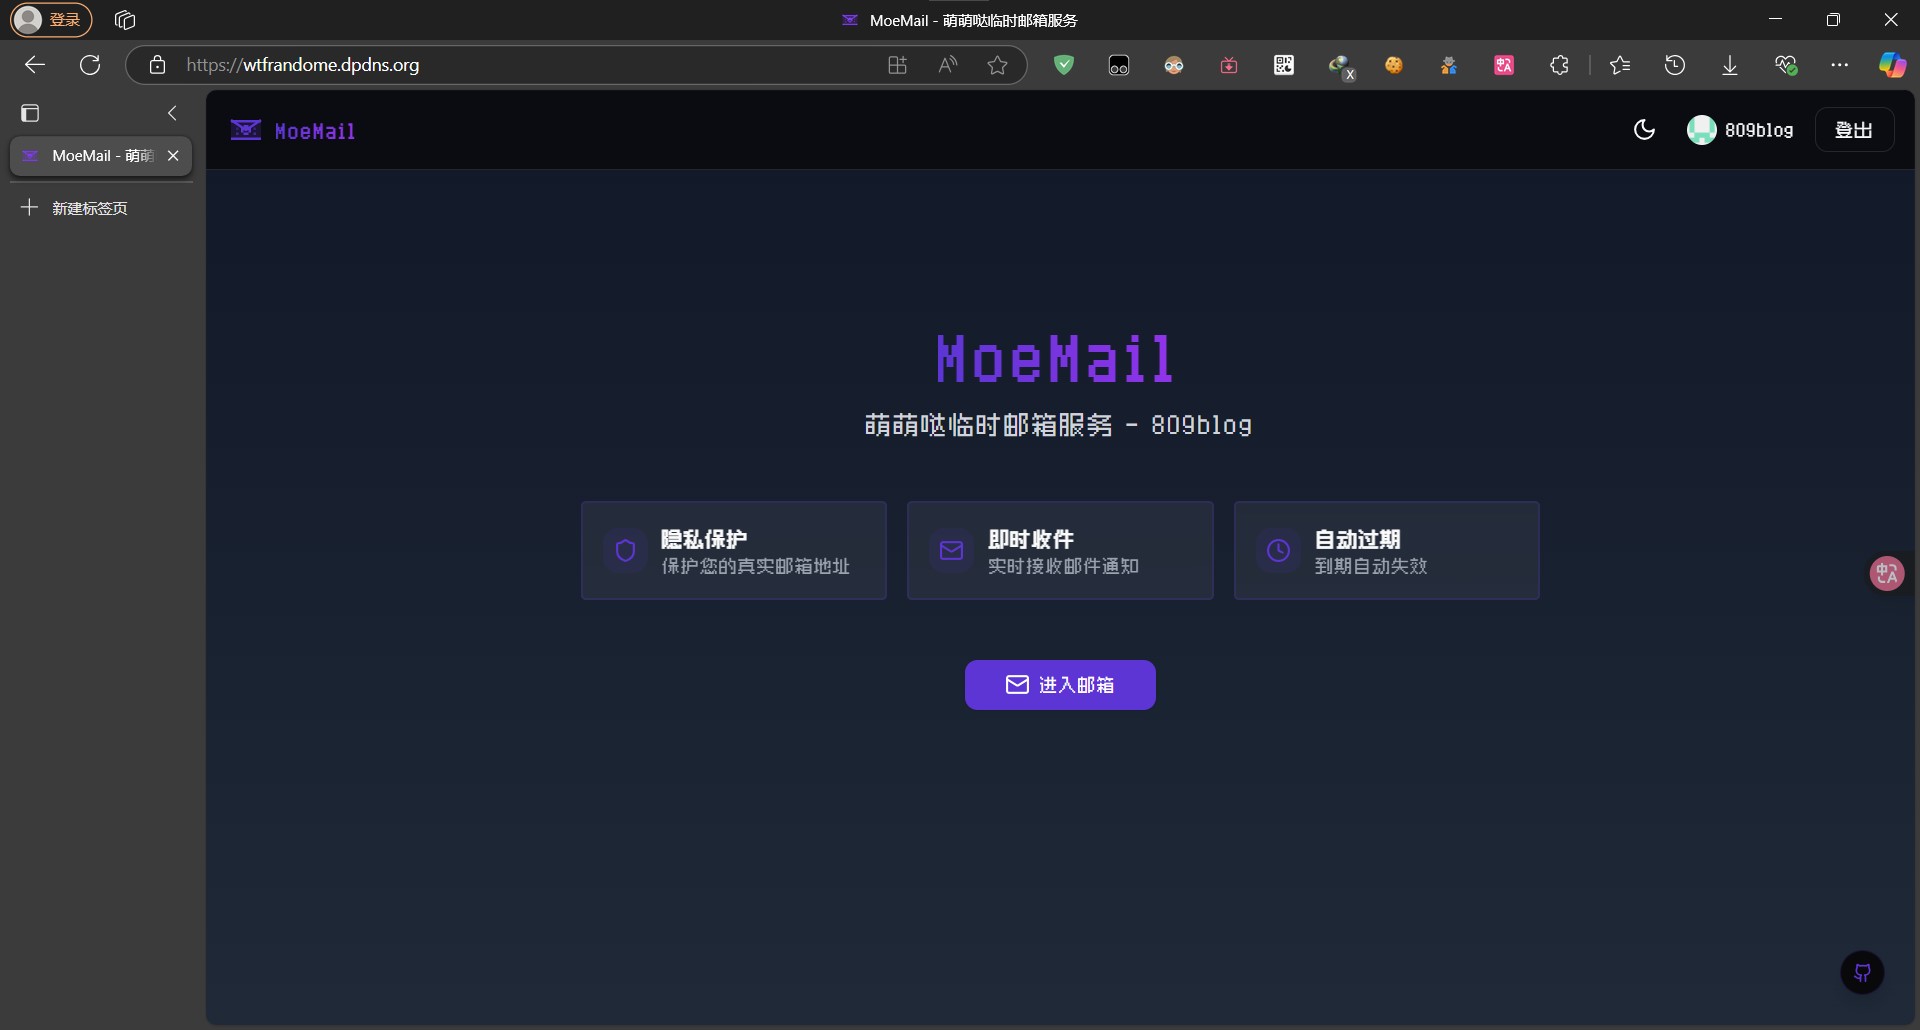 登录
MoeMail - 萌萌哒临时邮箱服务
https://wtfrandome.dpdns.org
X
MoeMail - 萌萌
新建标签页
MoeMail
809blog
登出
MoeMail
萌萌哒临时邮箱服务 - 809blog
隐私保护
保护您的真实邮箱地址
即时收件
实时接收邮件通知
自动过期
到期自动失效
进入邮箱